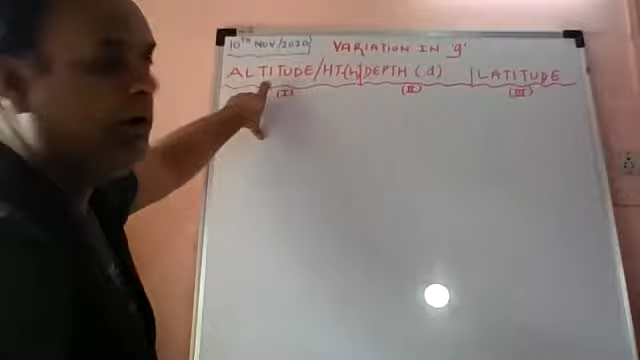 10TH NOV/2020 VARIATION IN 'g'
ALTITUDE/HT(h) | DEPTH (d) | LATITUDE
(I) (II) (III)